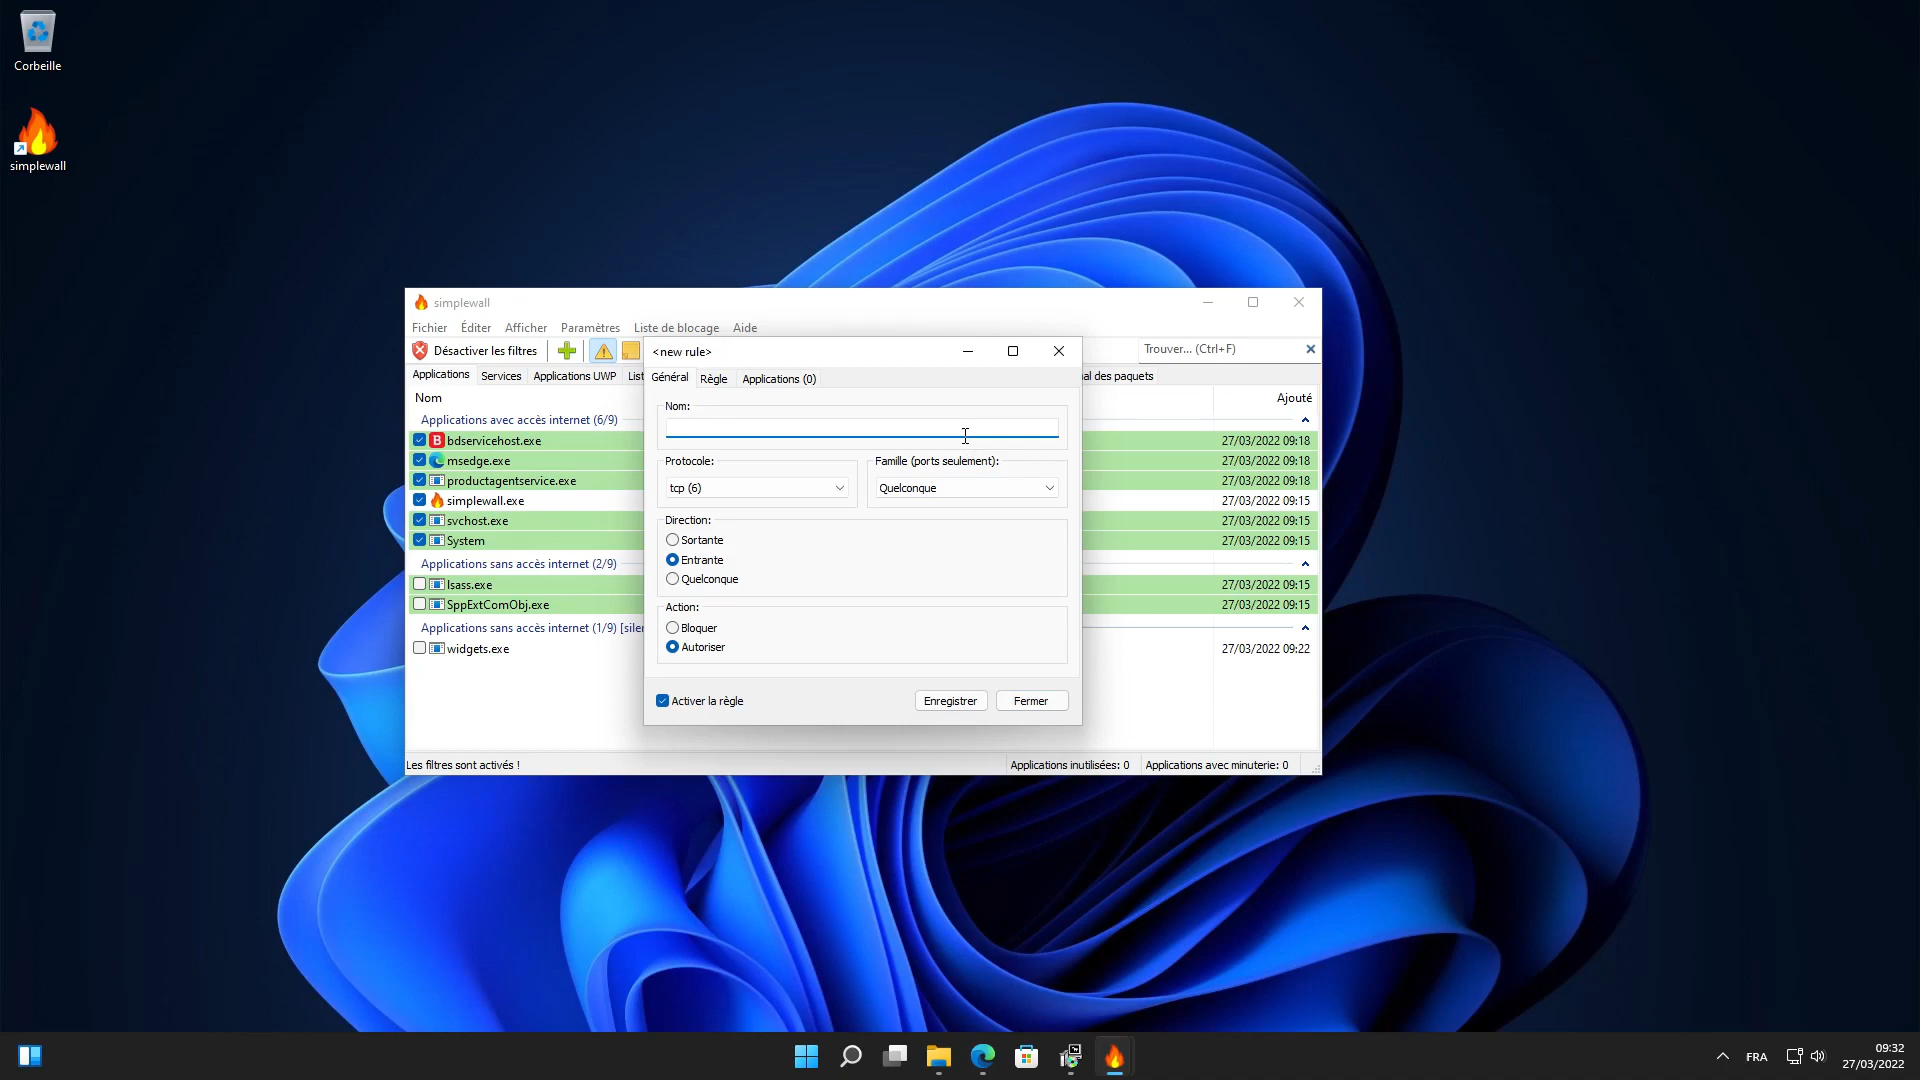 Corbeille
simplewall
simplewall
Fichier Éditer Afficher Paramètres Liste de blocage Aide
Désactiver les filtres
Trouver... (Ctrl+F)
Applications Services Applications UWP
des paquets
Nom
Ajouté
Applications avec accès internet (6/9)
bdservicehost.exe 27/03/2022 09:18
msedge.exe 27/03/2022 09:18
productagentservice.exe 27/03/2022 09:18
simplewall.exe 27/03/2022 09:15
svchost.exe 27/03/2022 09:15
System 27/03/2022 09:15
Applications sans accès internet (2/9)
lsass.exe 27/03/2022 09:15
SppExtComObj.exe 27/03/2022 09:15
Applications sans accès internet (1/9)
widgets.exe 27/03/2022 09:22
Les filtres sont activés !
Applications inutilisées: 0 Applications avec minuterie: 0
<new rule>
Général Règle Applications (0)
Nom:
Protocole: Famille (ports seulement):
tcp (6) Quelconque
Direction:
Sortante
Entrante
Quelconque
Action:
Bloquer
Autoriser
Activer la règle
Enregistrer Fermer
FRA
09:32
27/03/2022